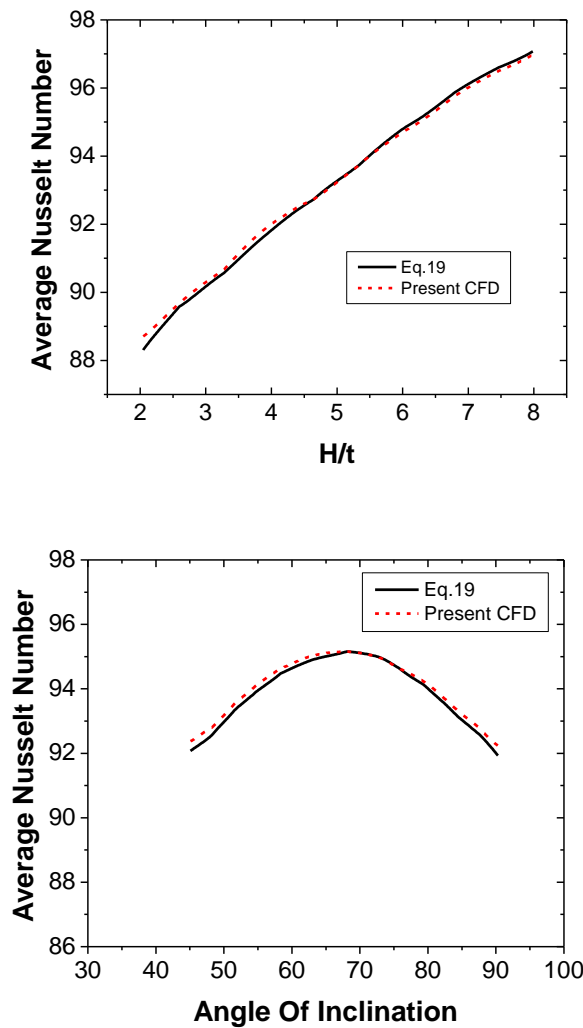 98
96
94
92
90
88
Average Nusselt Number
Eq.19
Present CFD
2 3 4 5 6 7 8
H/t
98
96
94
92
90
88
86
Average Nusselt Number
Eq.19
Present CFD
30 40 50 60 70 80 90 100
Angle Of Inclination